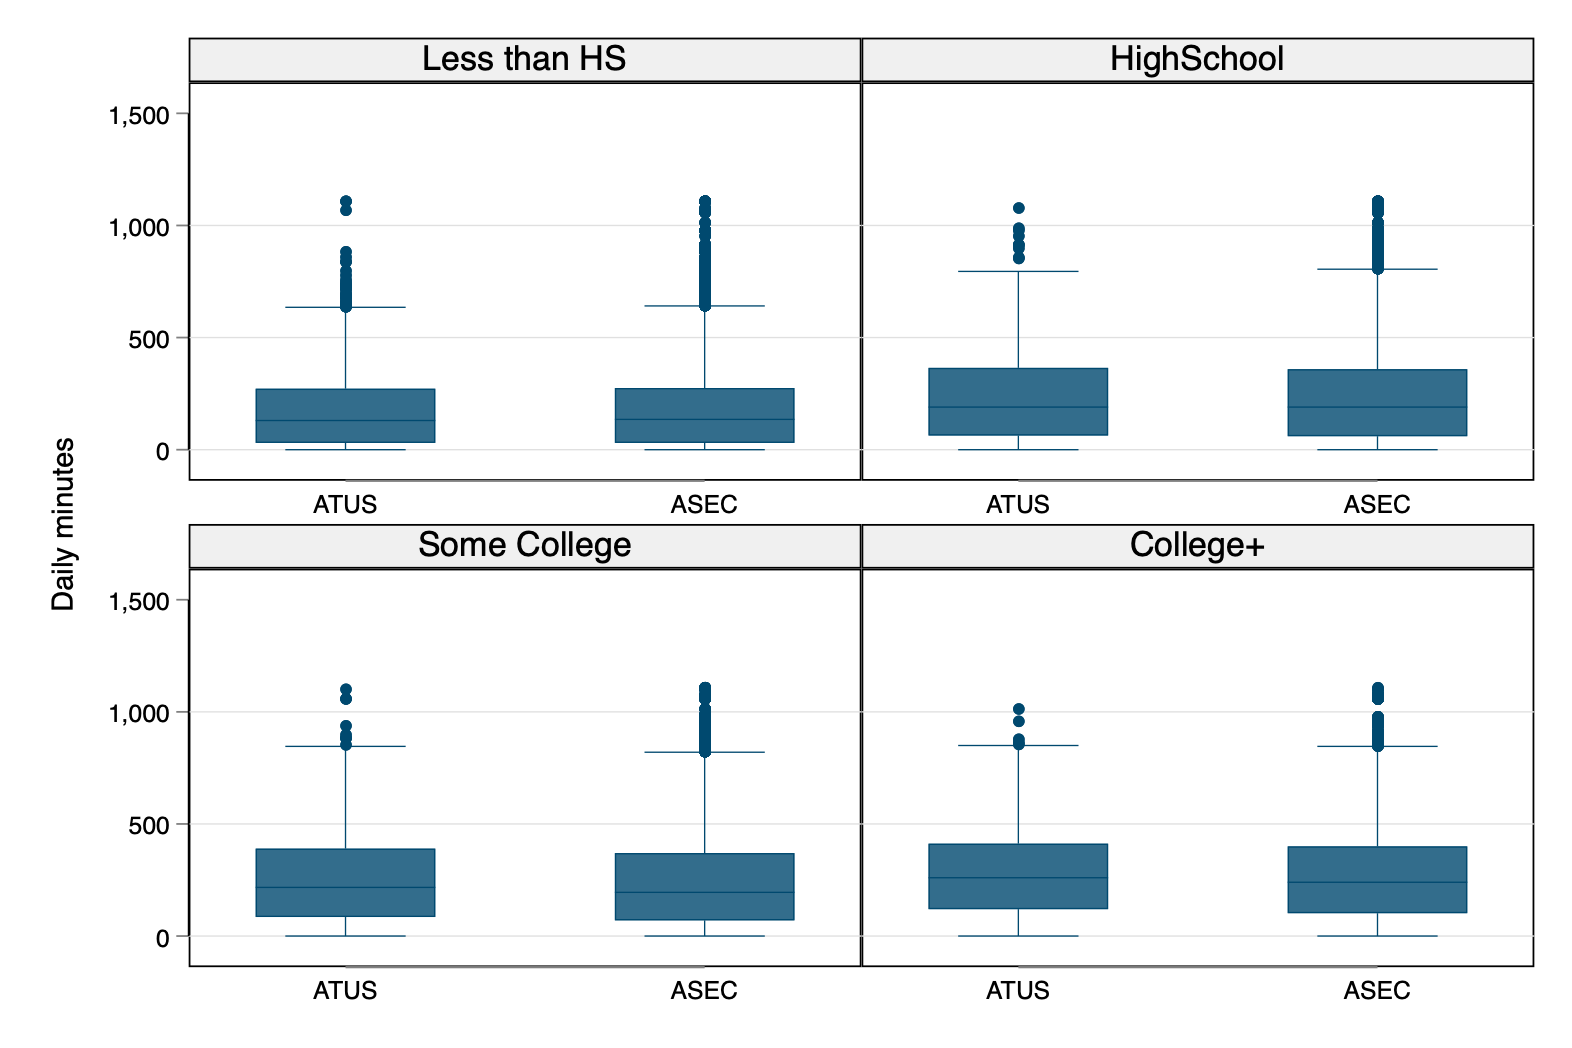 Less than HS
HighSchool
1,500
1,000
500
0
ATUS
ASEC
ATUS
ASEC
Daily minutes
Some College
College+
1,500
1,000
500
0
ATUS
ASEC
ATUS
ASEC